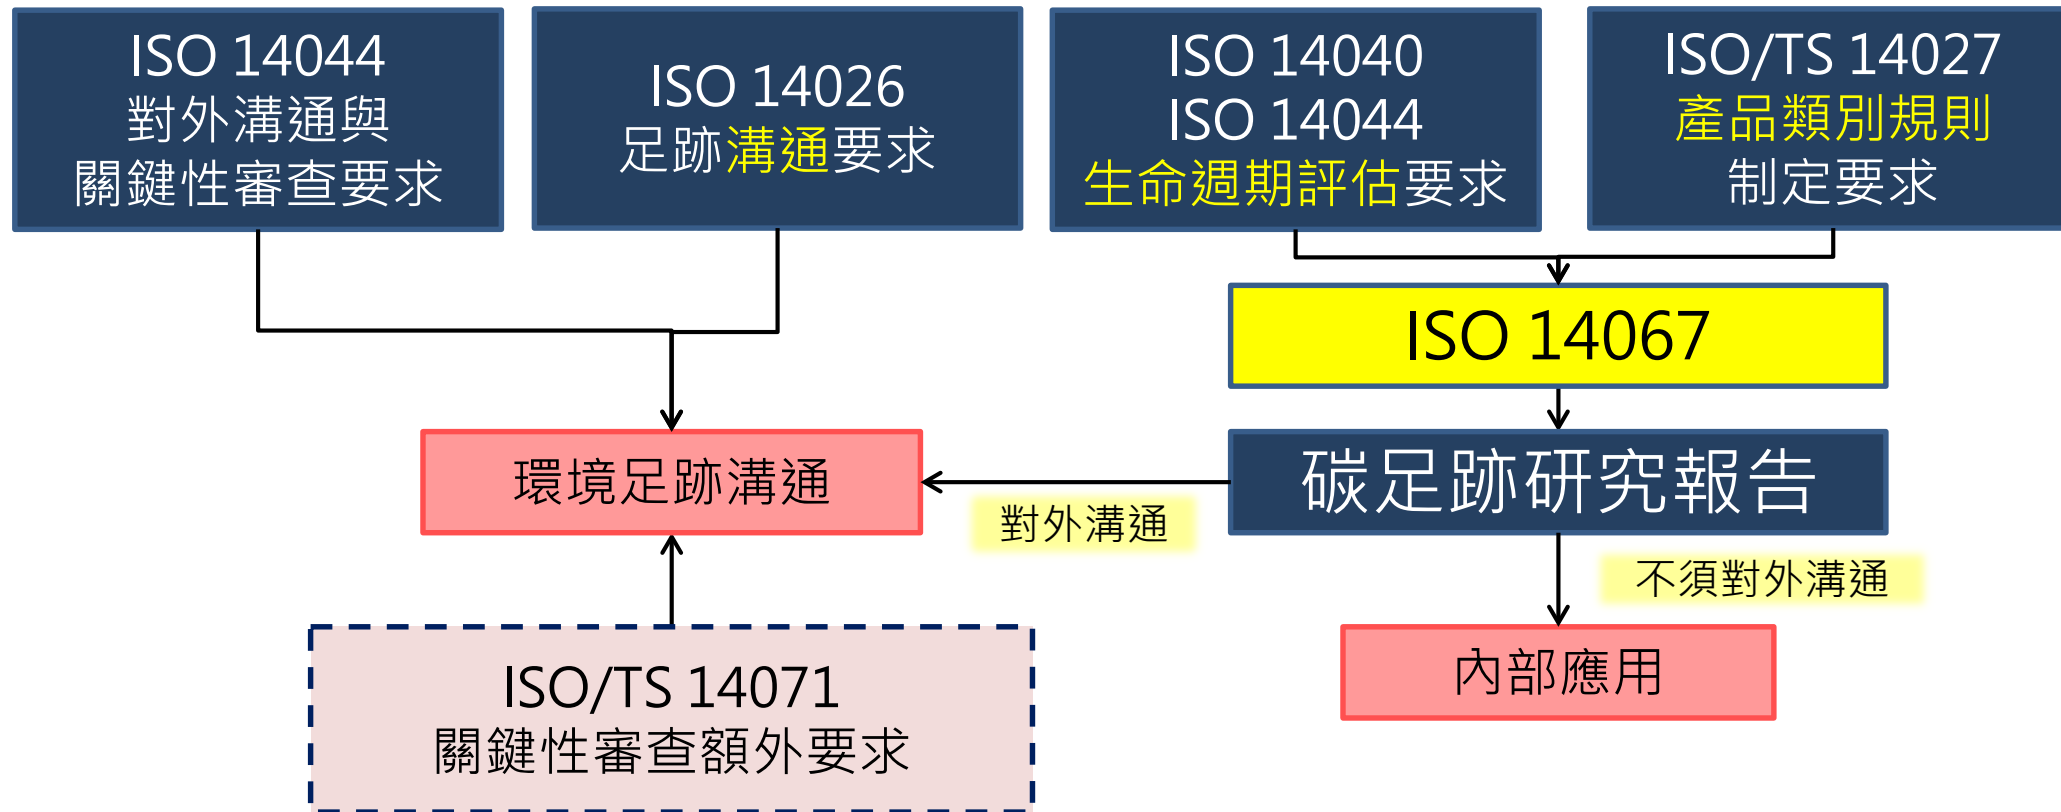 ISO 14044
對外溝通與
關鍵性審查要求
ISO 14026
足跡溝通要求
ISO 14040
ISO 14044
生命週期評估要求
ISO/TS 14027
產品類別規則
制定要求
ISO 14067
環境足跡溝通
對外溝通
碳足跡研究報告
不須對外溝通
ISO/TS 14071
關鍵性審查額外要求
內部應用